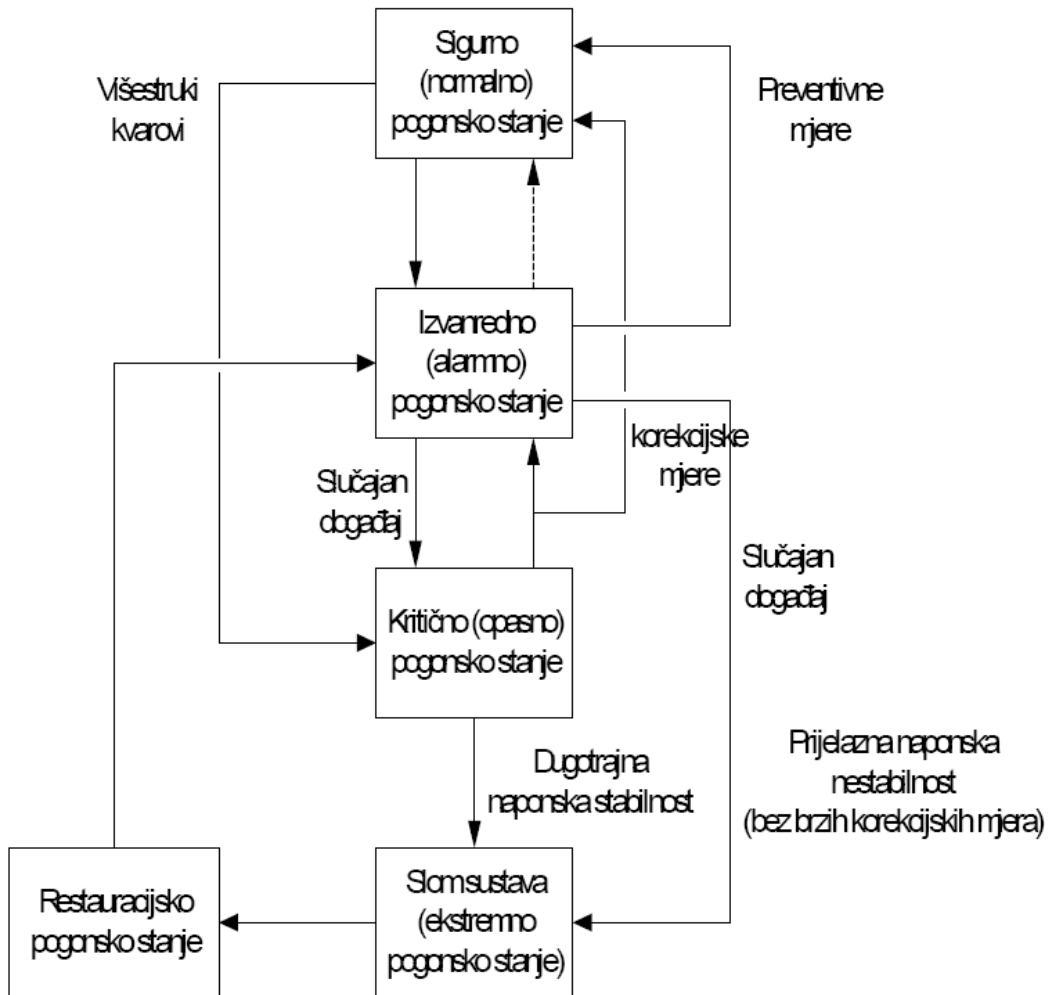 Sigurno
(normalno)
pogonsko stanje
Višestruki
kvarovi
Preventivne
mjere
Izvanredno
(alarmno)
pogonsko stanje
korekcijske
mjere
Slučajan
događaj
Slučajan
događaj
Kritično (opasno)
pogonsko stanje
Dugotrajna
naponska stabilnost
Prijelazna naponska
nestabilnost
(bez brzih korekcijskih mjera)
Restauracijsko
pogonsko stanje
Slom sustava
(ekstremno
pogonsko stanje)